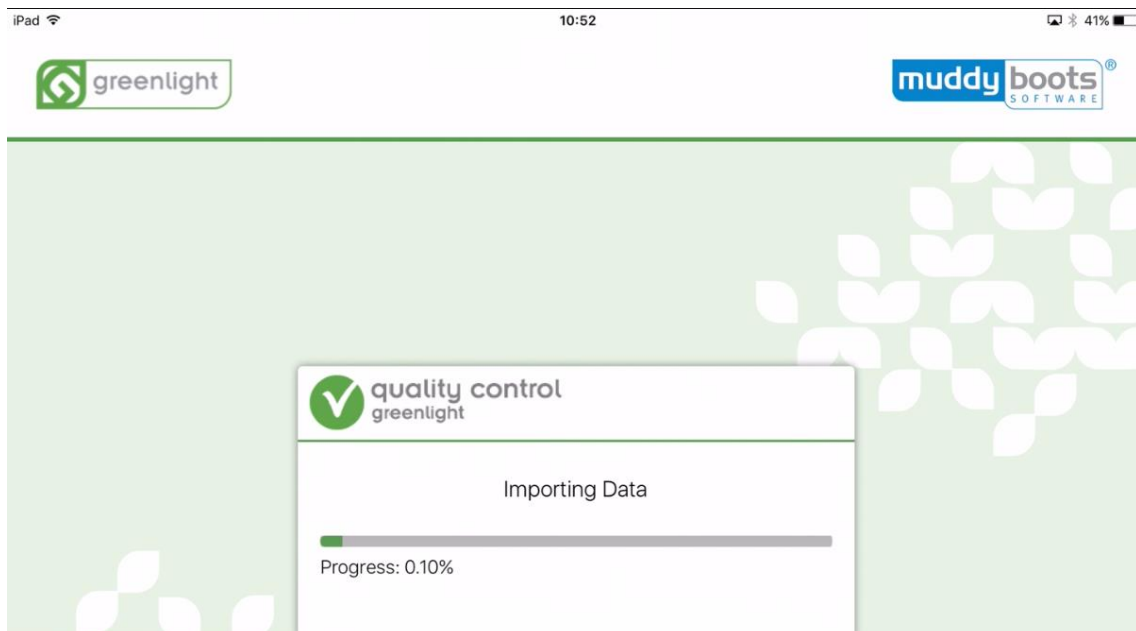 iPad
10:52
41%
greenlight
muddy boots®
SOFTWARE
quality control
greenlight
Importing Data
Progress: 0.10%